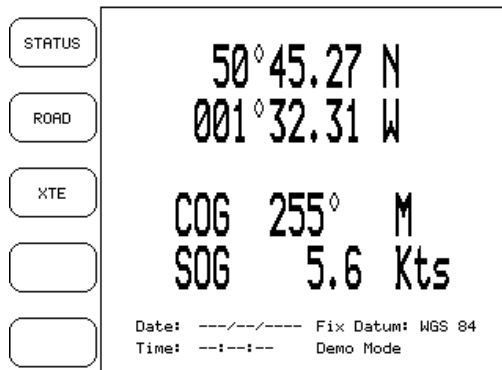 STATUS
ROAD
XTE
50°45.27 N
001°32.31 W
COG 255° M
SOG 5.6 Kts
Date: ---/--/---- Fix Datum: WGS 84
Time: --:--:-- Demo Mode